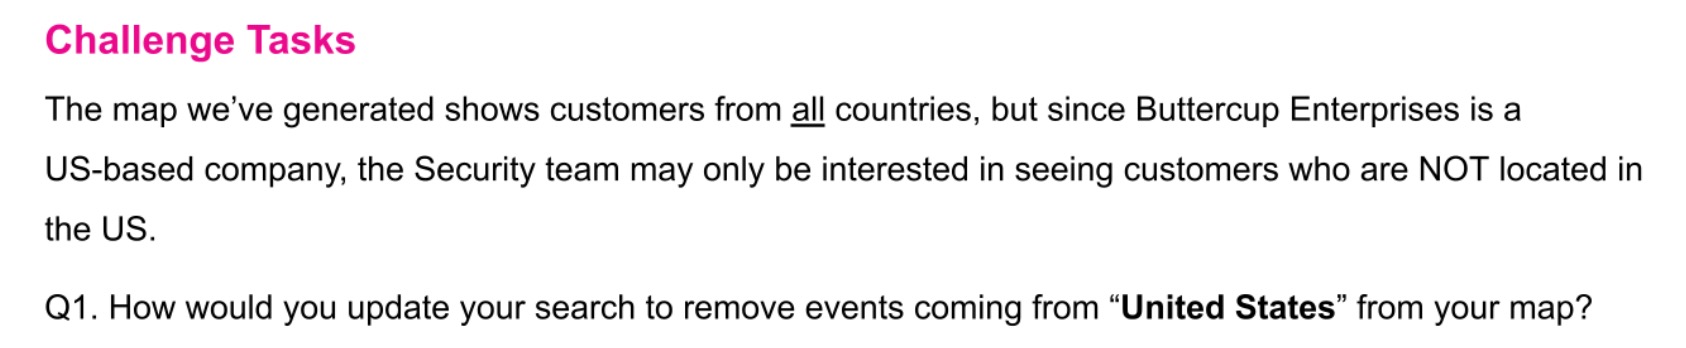 Challenge Tasks
The map we’ve generated shows customers from all countries, but since Buttercup Enterprises is a
US-based company, the Security team may only be interested in seeing customers who are NOT located in
the US.
Q1. How would you update your search to remove events coming from “United States” from your map?